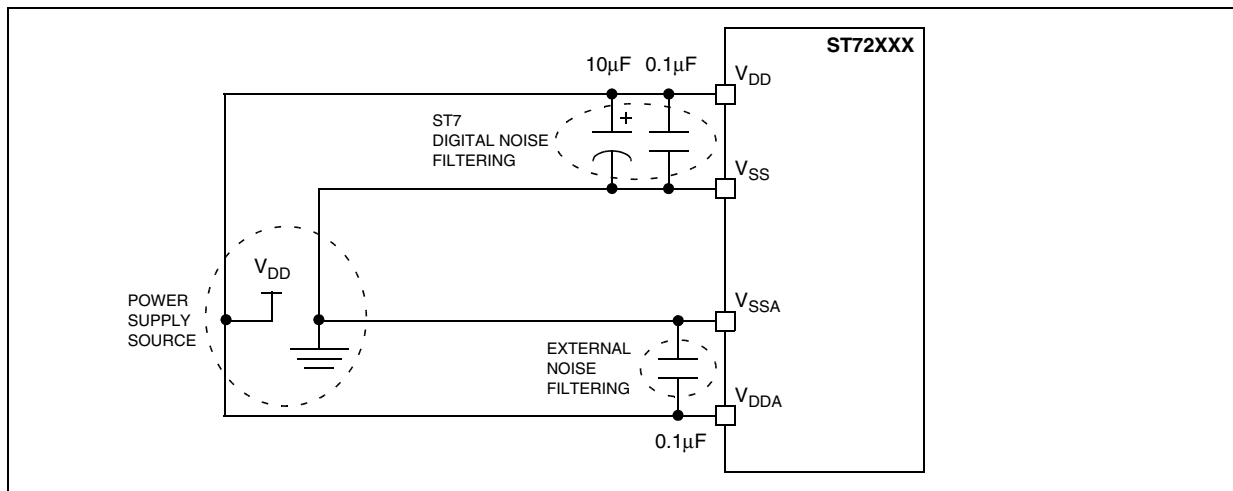 ST72XXX
10μF 0.1μF
VDD
ST7
DIGITAL NOISE
FILTERING
+
VSS
VDD
POWER
SUPPLY
SOURCE
VSSA
EXTERNAL
NOISE
FILTERING
VDDA
0.1μF